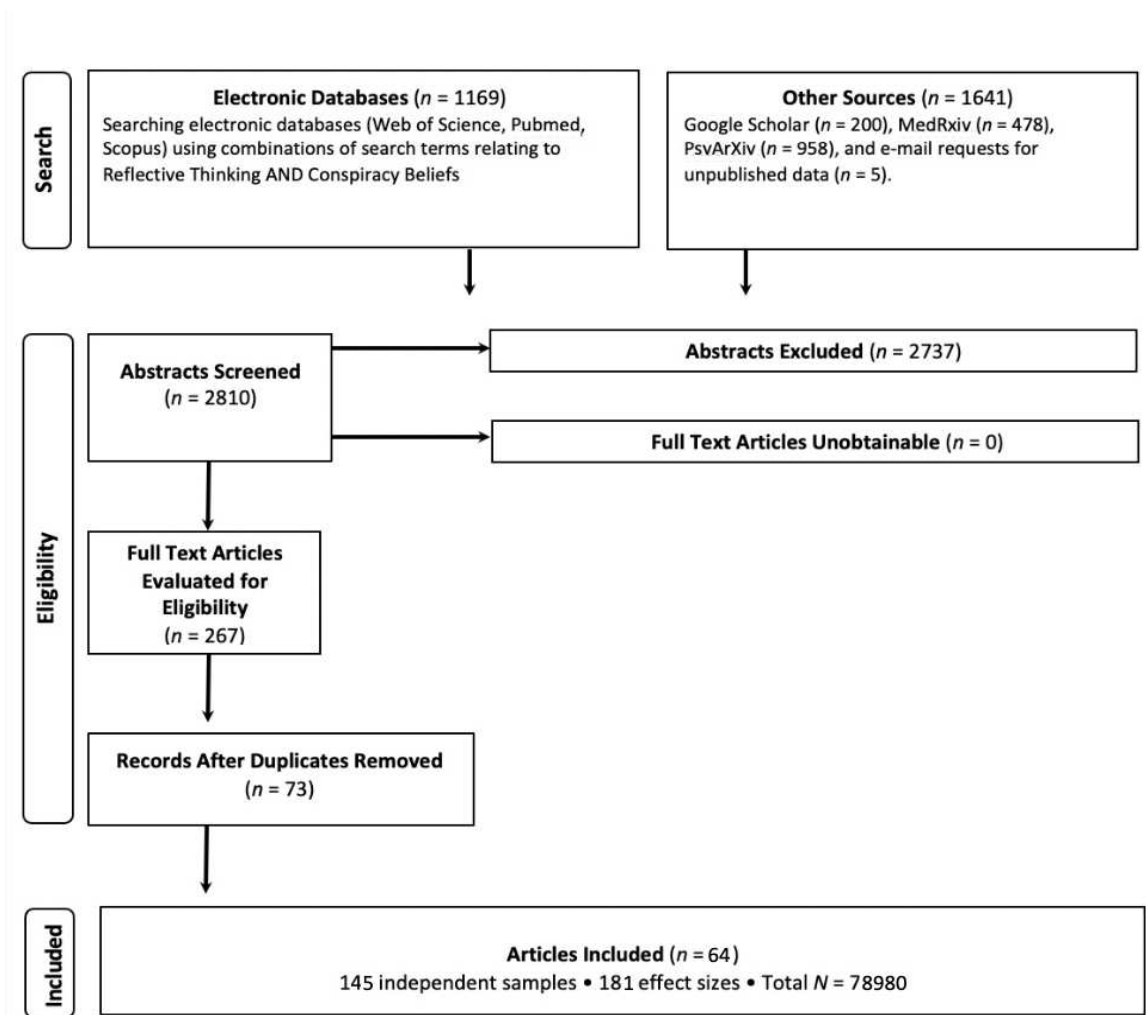 Search
Electronic Databases (n = 1169)
Searching electronic databases (Web of Science, Pubmed,
Scopus) using combinations of search terms relating to
Reflective Thinking AND Conspiracy Beliefs
Other Sources (n = 1641)
Google Scholar (n = 200), MedRxiv (n = 478),
PsvArXiv (n = 958), and e-mail requests for
unpublished data (n = 5).
Eligibility
Abstracts Screened
(n = 2810)
Abstracts Excluded (n = 2737)
Full Text Articles Unobtainable (n = 0)
Full Text Articles
Evaluated for
Eligibility
(n = 267)
Records After Duplicates Removed
(n = 73)
Included
Articles Included (n = 64)
145 independent samples • 181 effect sizes • Total N = 78980